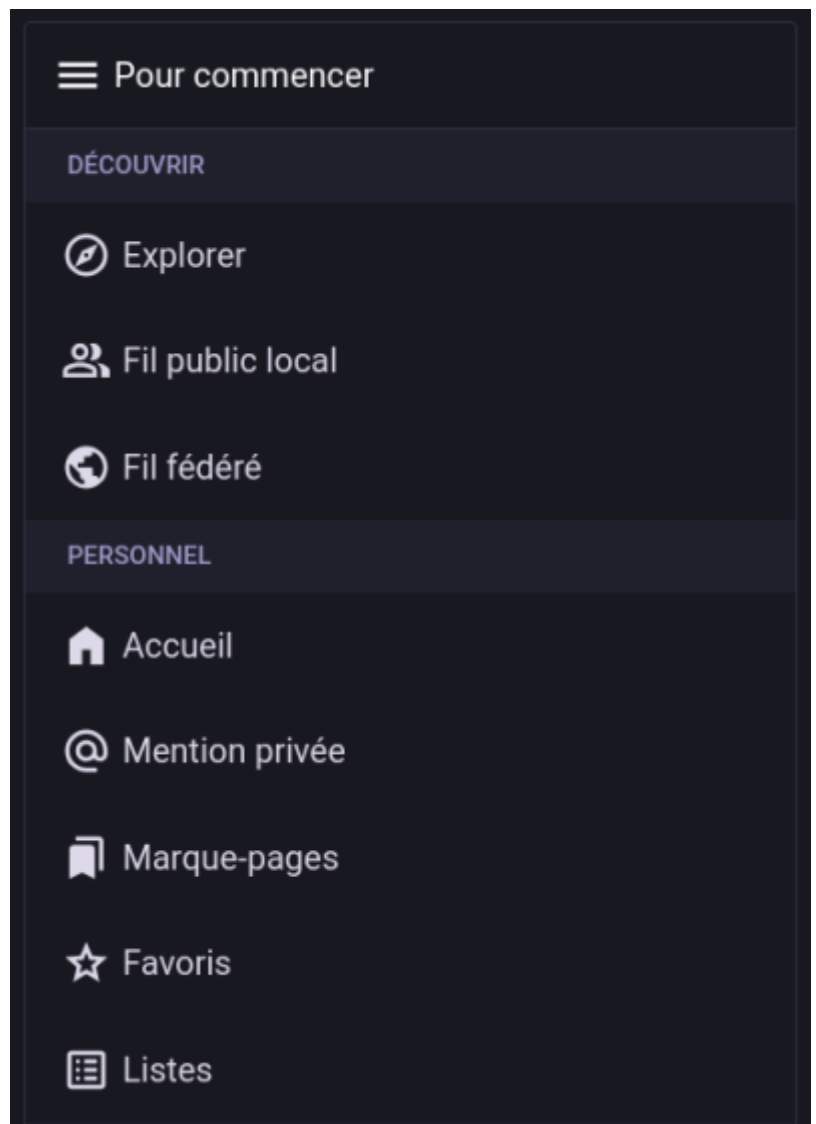 Pour commencer
DÉCOUVRIR
Explorer
Fil public local
Fil fédéré
PERSONNEL
Accueil
Mention privée
Marque-pages
Favoris
Listes